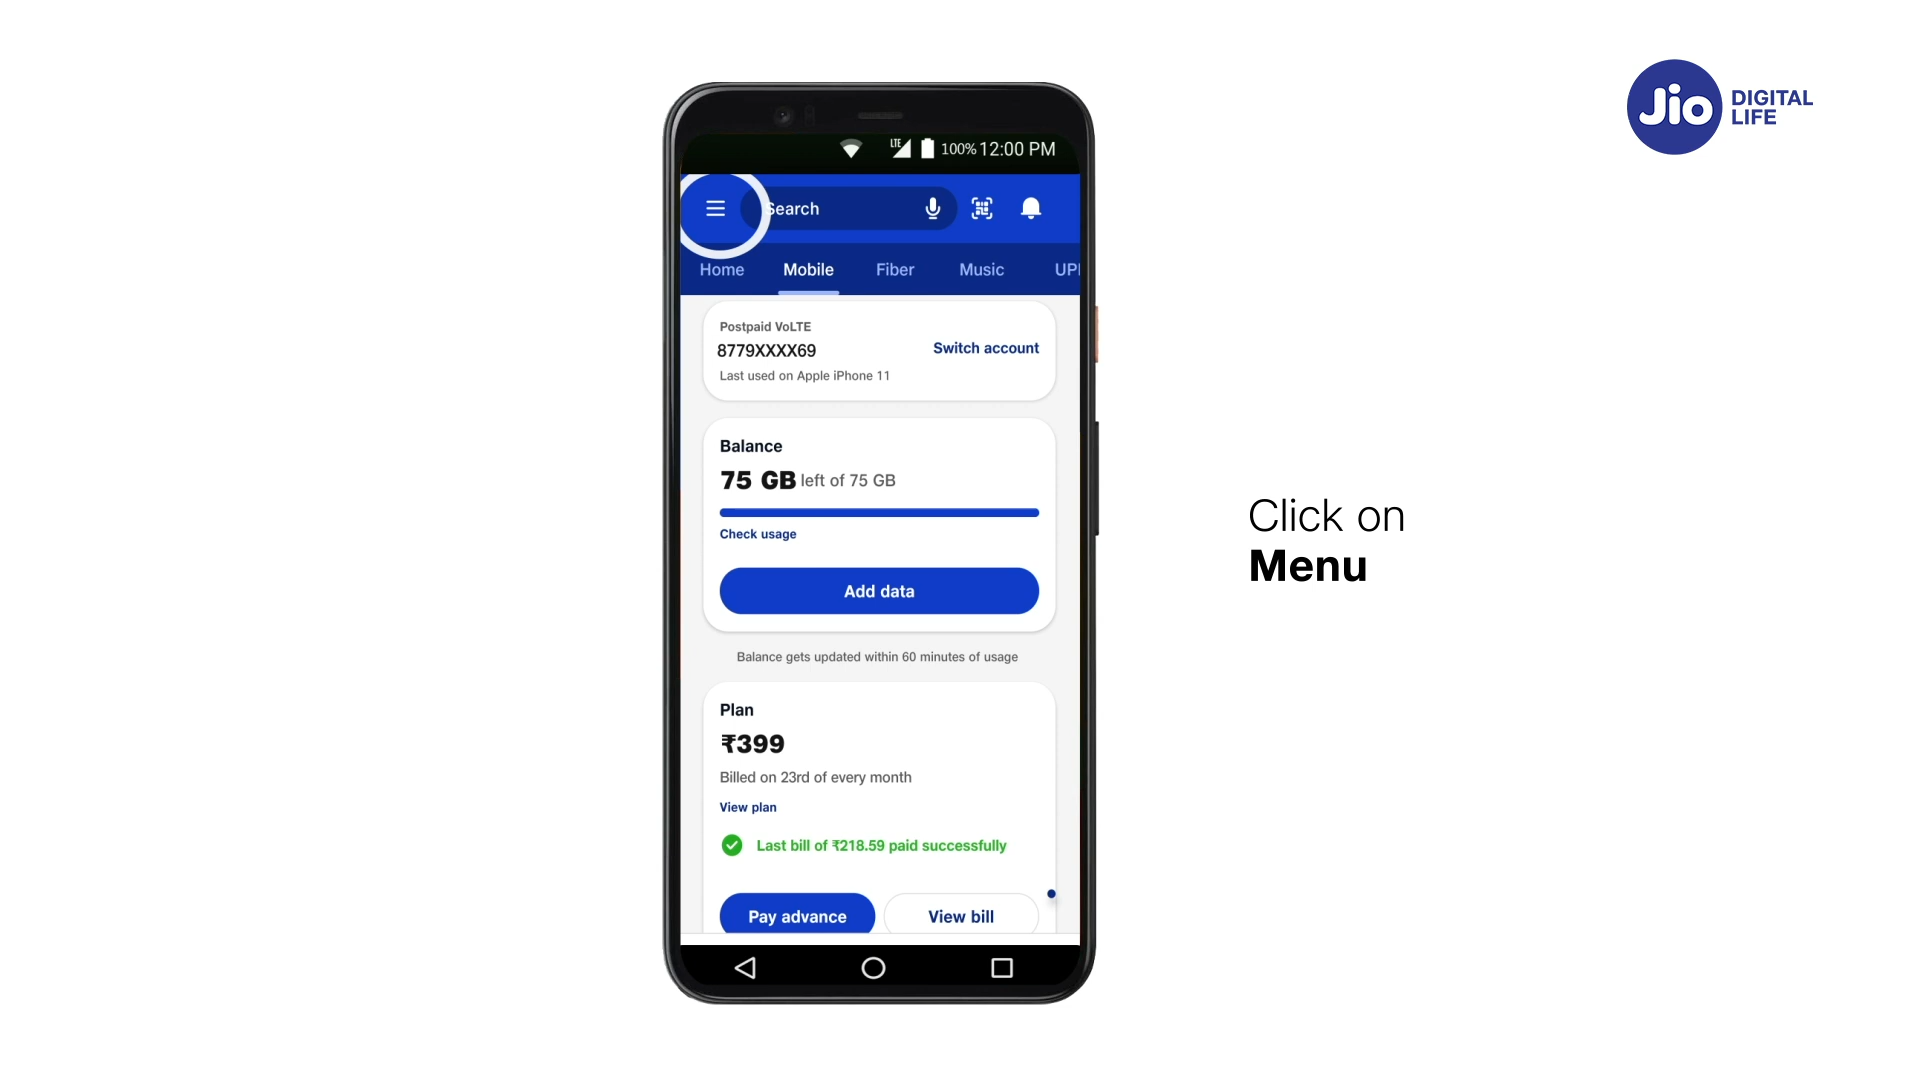 Jio DIGITAL
LIFE
LTE 100% 12:00 PM
Search
Home Mobile Fiber Music UPI
Postpaid VoLTE
8779XXXX69
Switch account
Last used on Apple iPhone 11
Balance
75 GB left of 75 GB
Check usage
Add data
Balance gets updated within 60 minutes of usage
Plan
₹399
Billed on 23rd of every month
View plan
Last bill of ₹218.59 paid successfully
Pay advance View bill
Click on
Menu